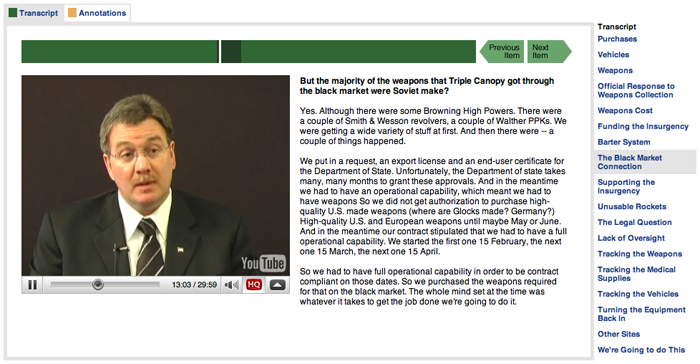 Transcript
Annotations
Previous Item
Next Item
But the majority of the weapons that Triple Canopy got through
the black market were Soviet make?
Yes. Although there were some Browning High Powers. There were
a couple of Smith & Wesson revolvers, a couple of Walther PPKs. We
were getting a wide variety of stuff at first. And then there were -- a
couple of things happened.
We put in a request, an export license and an end-user certificate for
the Department of State. Unfortunately, the Department of state takes
many, many months to grant these approvals. And in the meantime
we had to have an operational capability, which meant we had to
have weapons So we did not get authorization to purchase high-
quality U.S. made weapons (where are Glocks made? Germany?)
High-quality U.S. and European weapons until maybe May or June.
And in the meantime our contract stipulated that we had to have a full
operational capability. We started the first one 15 February, the next
one 15 March, the next one 15 April.
So we had to have full operational capability in order to be contract
compliant on those dates. So we purchased the weapons required
for that on the black market. The whole mind set at the time was
whatever it takes to get the job done we're going to do it.
YouTube
13:03 / 29:59
HQ
Transcript
Purchases
Vehicles
Weapons
Official Response to
Weapons Collection
Weapons Cost
Funding the Insurgency
Barter System
The Black Market
Connection
Supporting the
Insurgency
Unusable Rockets
The Legal Question
Lack of Oversight
Tracking the Weapons
Tracking the Medical
Supplies
Tracking the Vehicles
Turning the Equipment
Back In
Other Sites
We're Going to do This